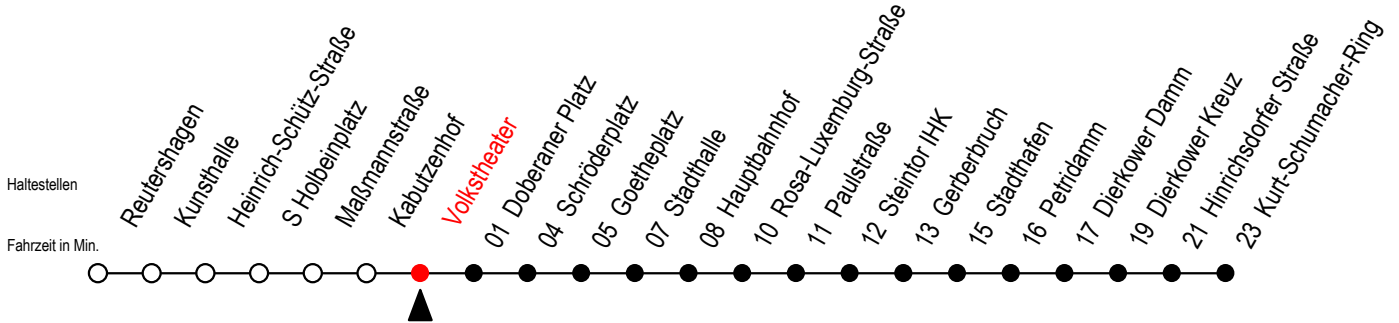 Haltestellen
Reutershagen
Kunsthalle
Heinrich-Schütz-Straße
S Holbeinplatz
Maßmannstraße
Kabutzenhof
Volkstheater
01 Doberaner Platz
04 Schröderplatz
05 Goetheplatz
07 Stadthalle
08 Hauptbahnhof
10 Rosa-Luxemburg-Straße
11 Paulstraße
12 Steintor IHK
13 Gerberbruch
15 Stadthafen
16 Petridamm
17 Dierkower Damm
19 Dierkower Kreuz
21 Hinrichsdorfer Straße
23 Kurt-Schumacher-Ring
Fahrzeit in Min.